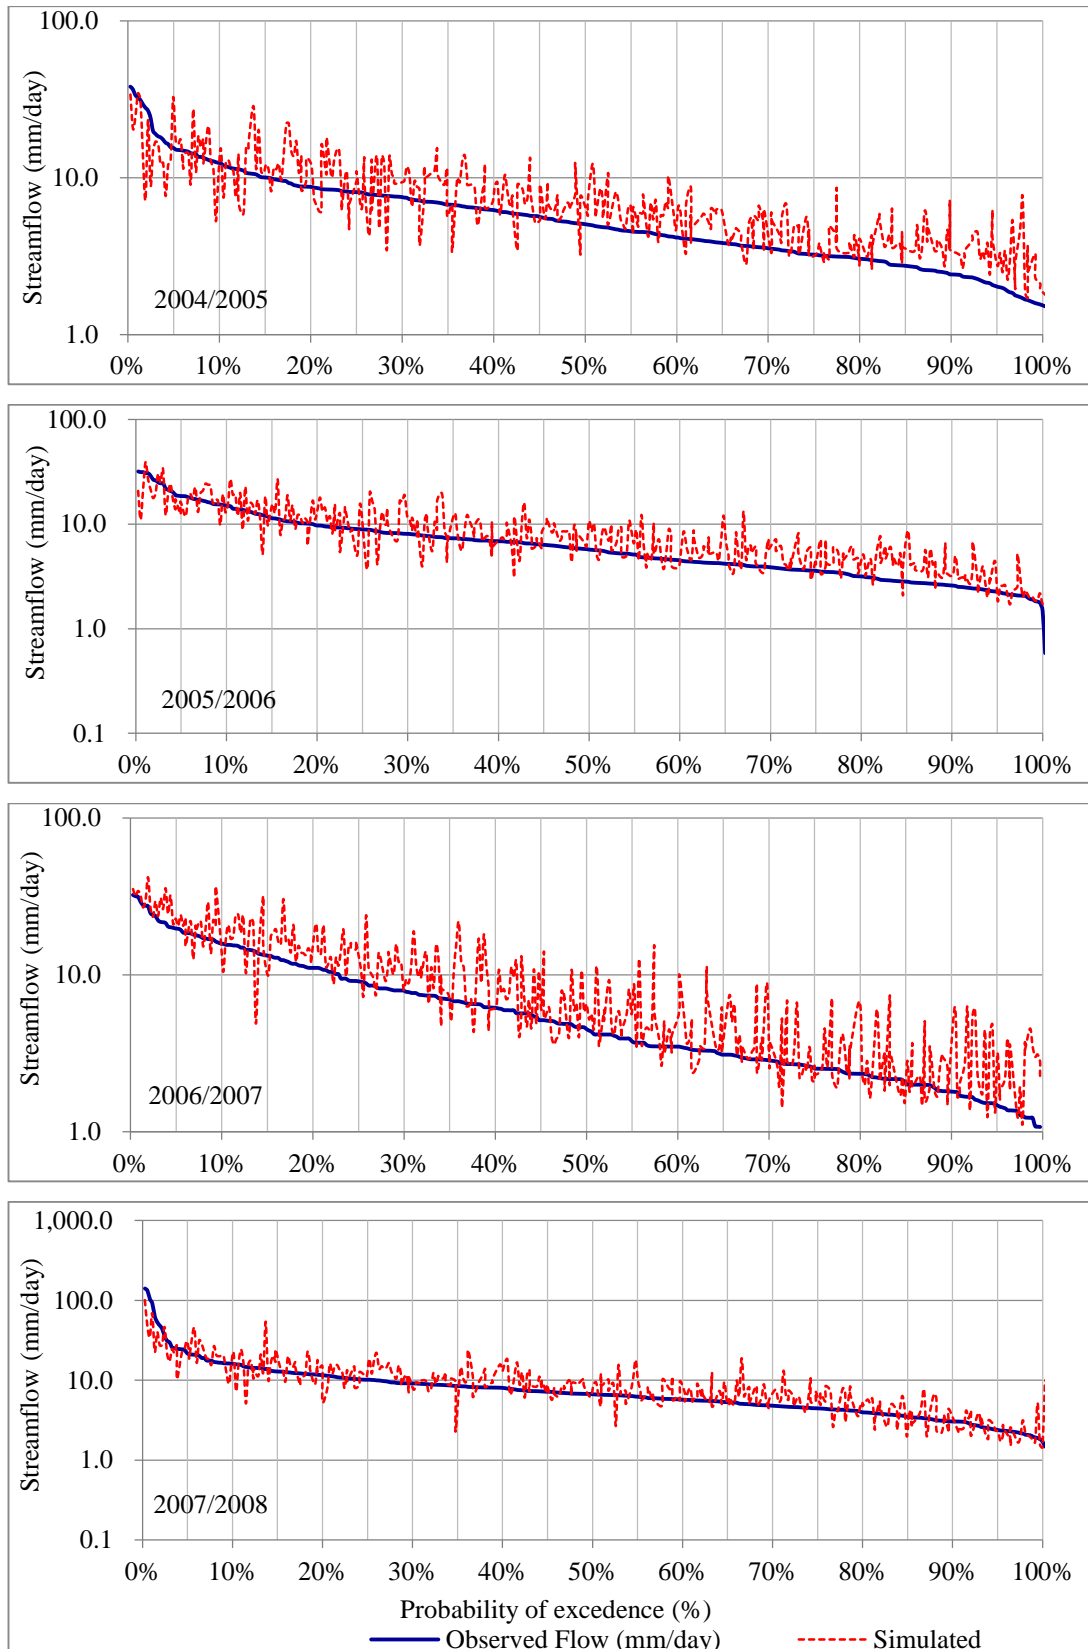 100.0
10.0
1.0
Streamflow (mm/day)
2004/2005
0% 10% 20% 30% 40% 50% 60% 70% 80% 90% 100%
100.0
10.0
1.0
0.1
Streamflow (mm/day)
2005/2006
0% 10% 20% 30% 40% 50% 60% 70% 80% 90% 100%
100.0
10.0
1.0
Streamflow (mm/day)
2006/2007
0% 10% 20% 30% 40% 50% 60% 70% 80% 90% 100%
1,000.0
100.0
10.0
1.0
0.1
Streamflow (mm/day)
2007/2008
0% 10% 20% 30% 40% 50% 60% 70% 80% 90% 100%
Probability of excedence (%)
Observed Flow (mm/day) Simulated